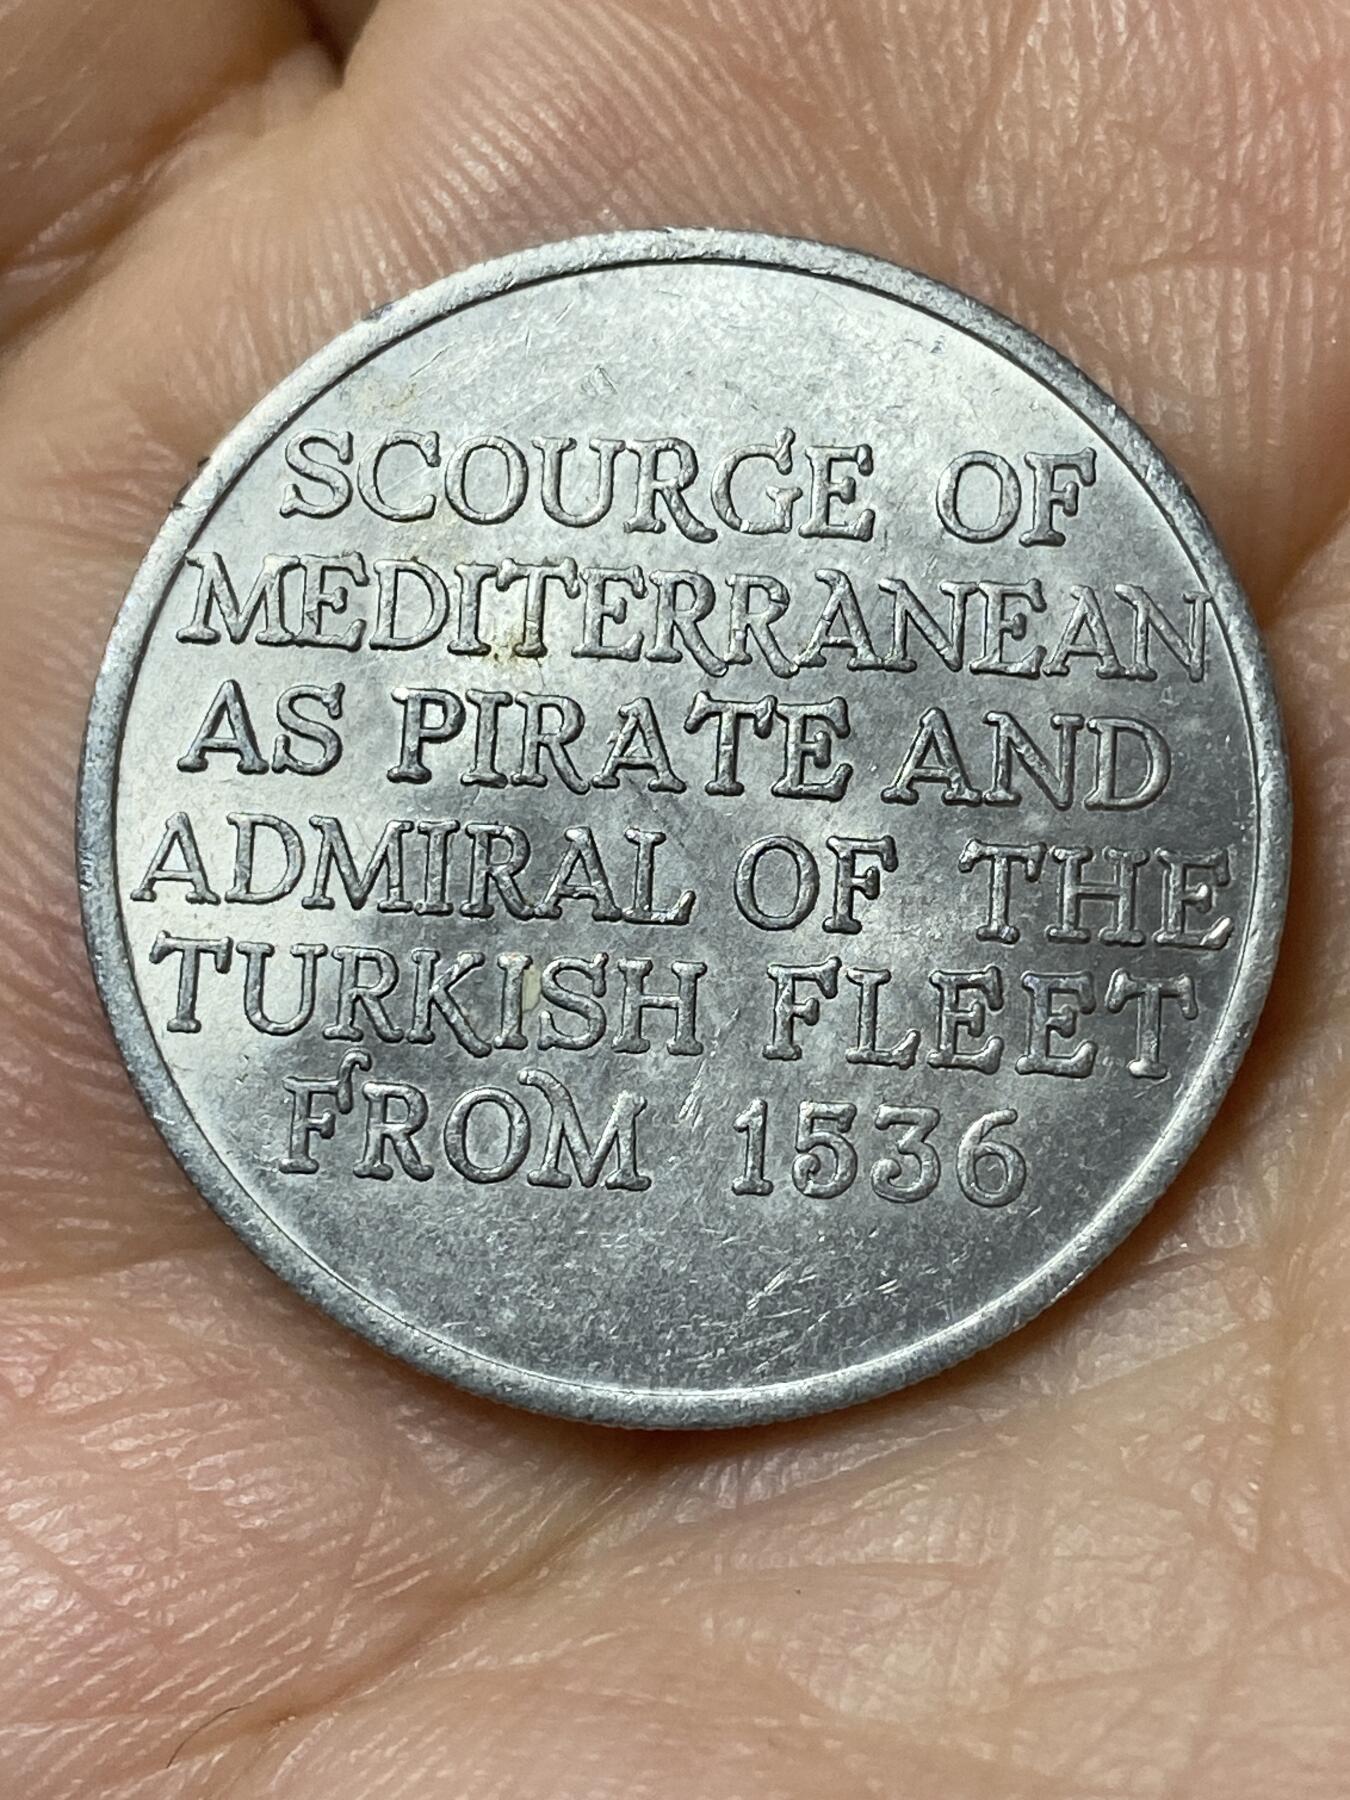 SCOURGE OF
MEDITERRANEAN
AS PIRATE AND
ADMIRAL OF THE
TURKISH FLEET
FROM 1536